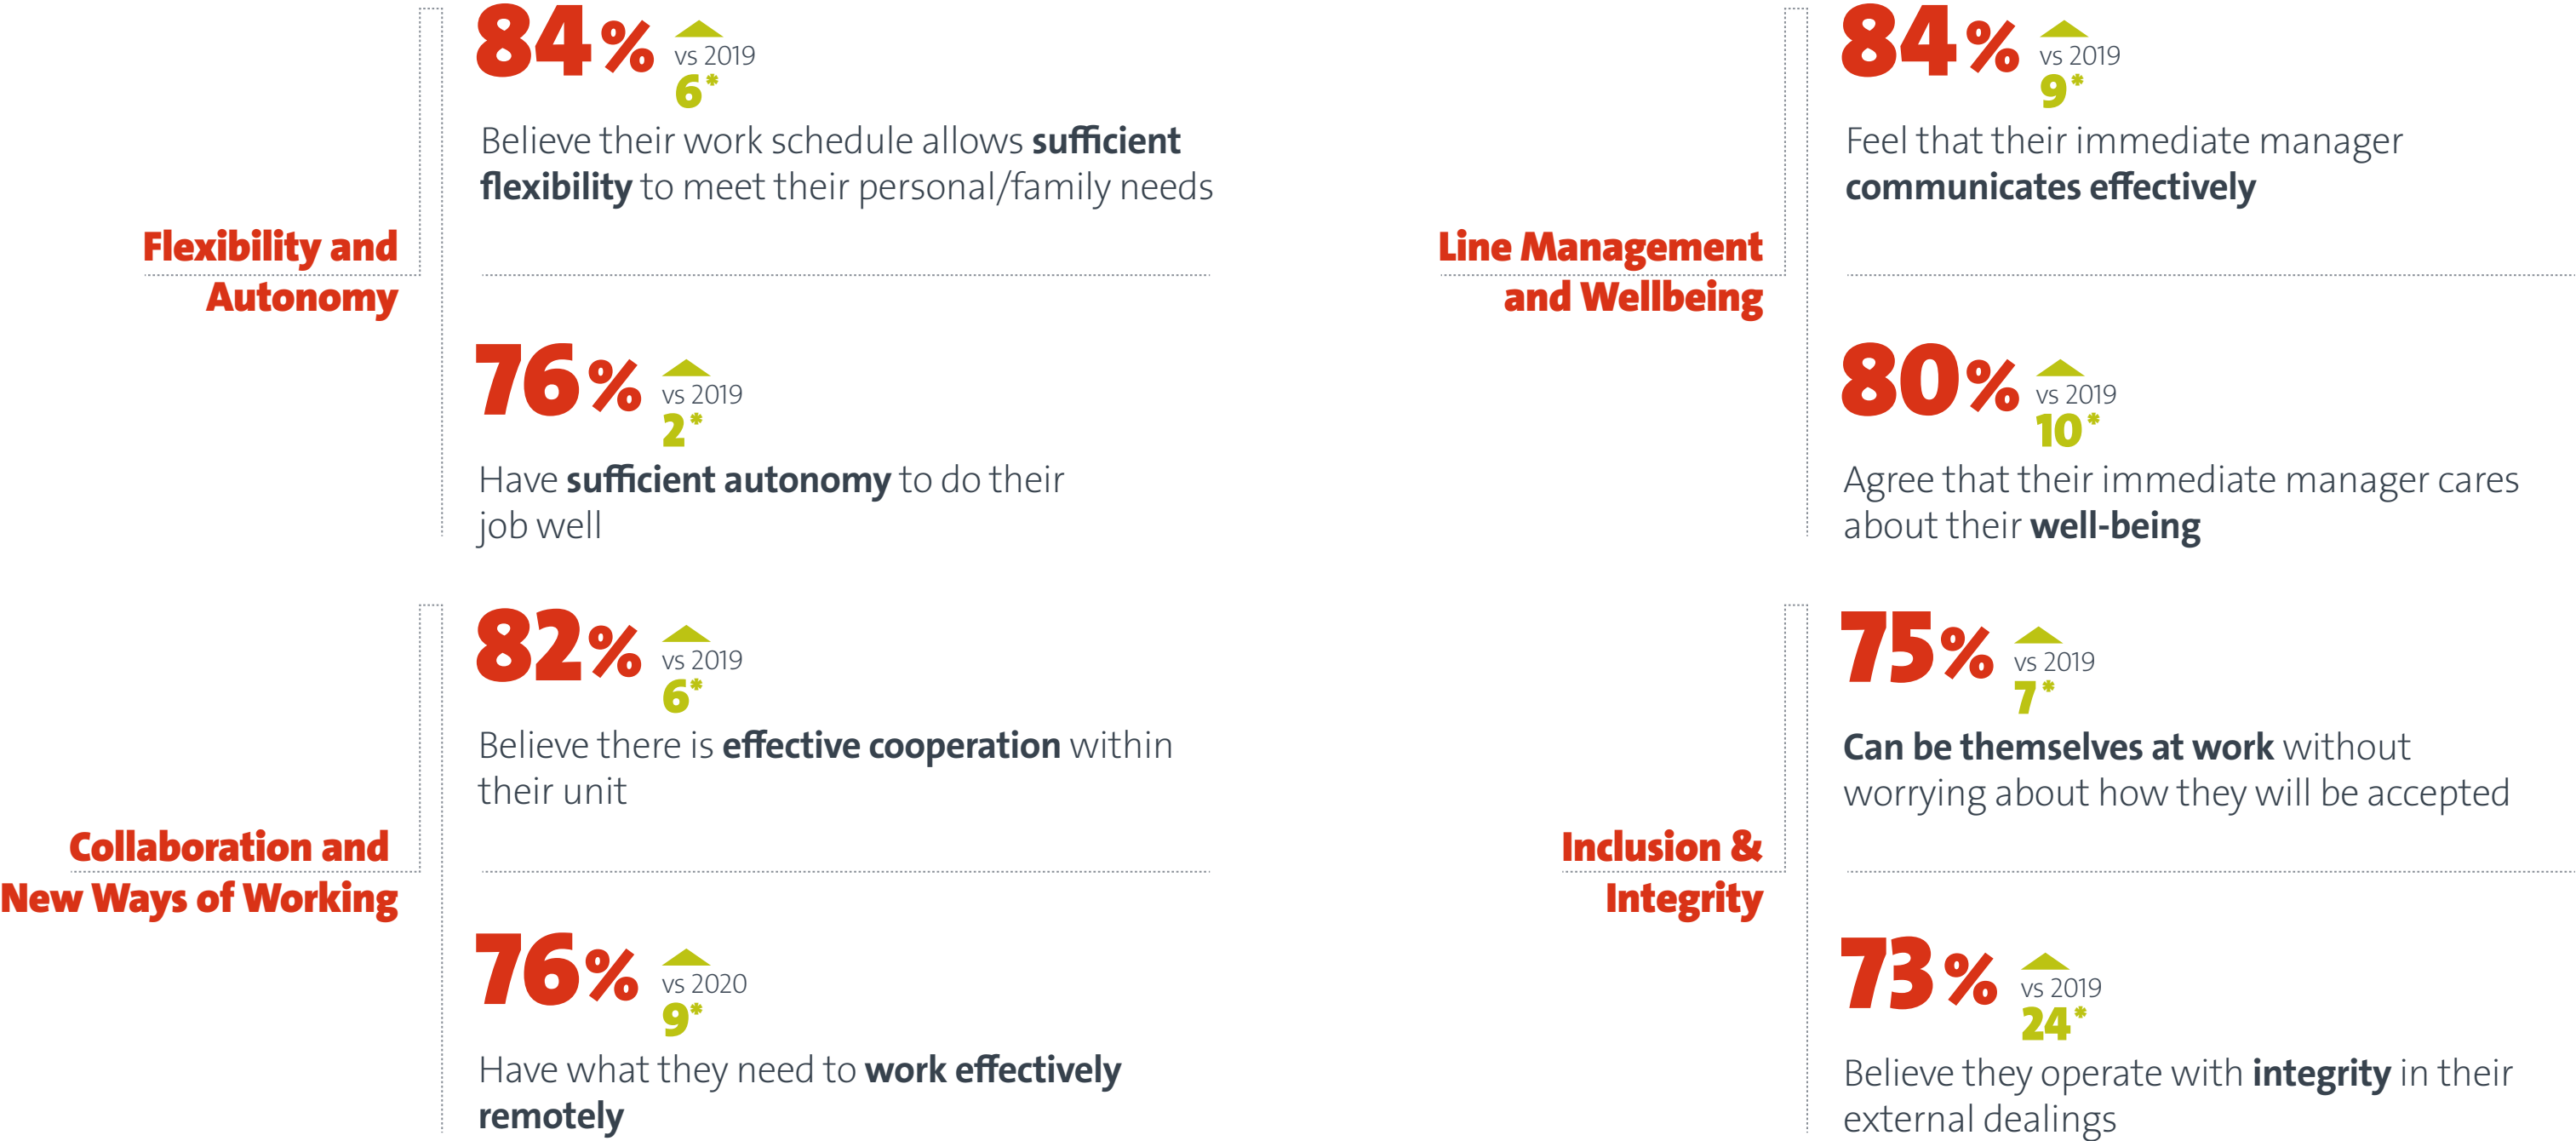 Flexibility and
Autonomy
84%
vs 2019
6*
Believe their work schedule allows sufficient
flexibility to meet their personal/family needs
76%
vs 2019
2*
Have sufficient autonomy to do their
job well
Line Management
and Wellbeing
84%
vs 2019
9*
Feel that their immediate manager
communicates effectively
80%
vs 2019
10*
Agree that their immediate manager cares
about their well-being
Collaboration and
New Ways of Working
82%
vs 2019
6*
Believe there is effective cooperation within
their unit
76%
vs 2020
9*
Have what they need to work effectively
remotely
Inclusion &
Integrity
75%
vs 2019
7*
Can be themselves at work without
worrying about how they will be accepted
73%
vs 2019
24*
Believe they operate with integrity in their
external dealings